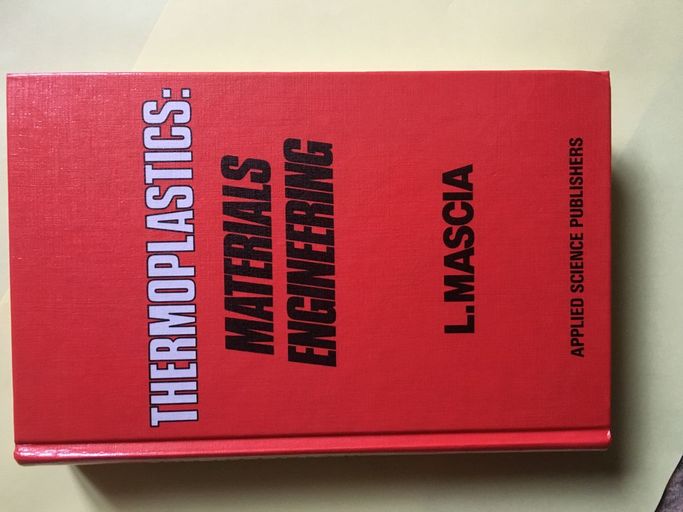 THERMOPLASTICS:
MATERIALS
ENGINEERING
L.MASCIA
APPLIED SCIENCE PUBLISHERS